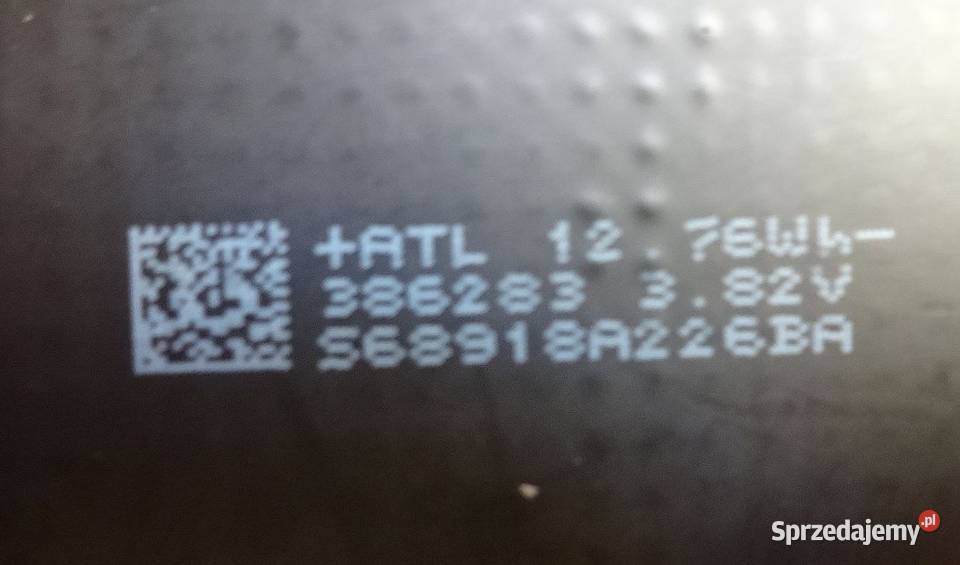 +ATL 12.76Wh-
386283 3.82V
S68918A226BA
Sprzedajemy.pl